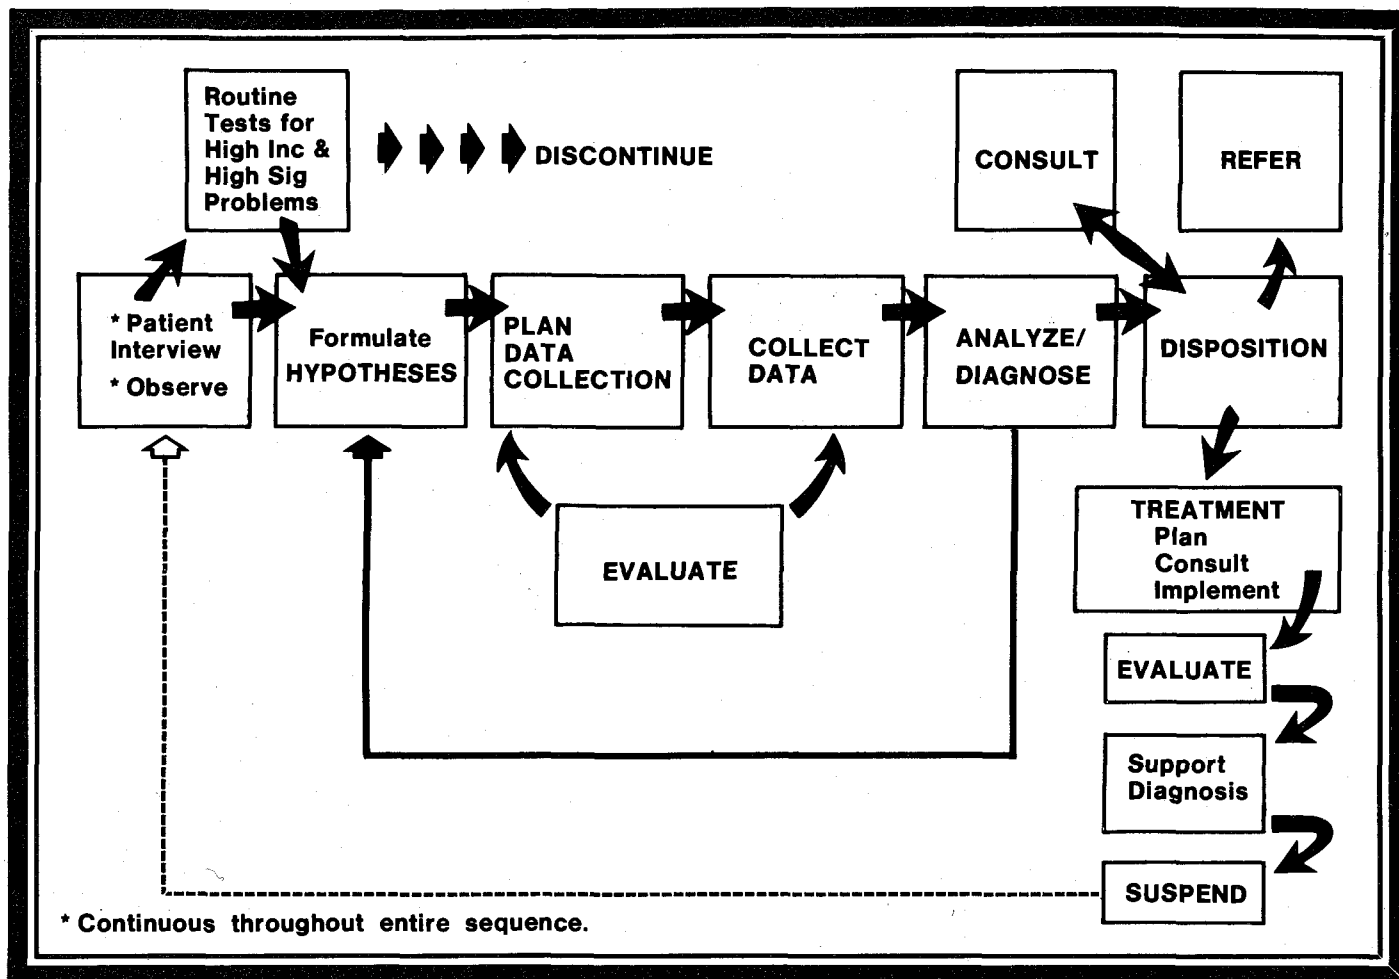 Routine
Tests for
High Inc &
High Sig
Problems
DISCONTINUE
CONSULT
REFER
* Patient
Interview
* Observe
Formulate
HYPOTHESES
PLAN
DATA
COLLECTION
COLLECT
DATA
ANALYZE/
DIAGNOSE
DISPOSITION
EVALUATE
TREATMENT
Plan
Consult
Implement
EVALUATE
Support
Diagnosis
SUSPEND
* Continuous throughout entire sequence.